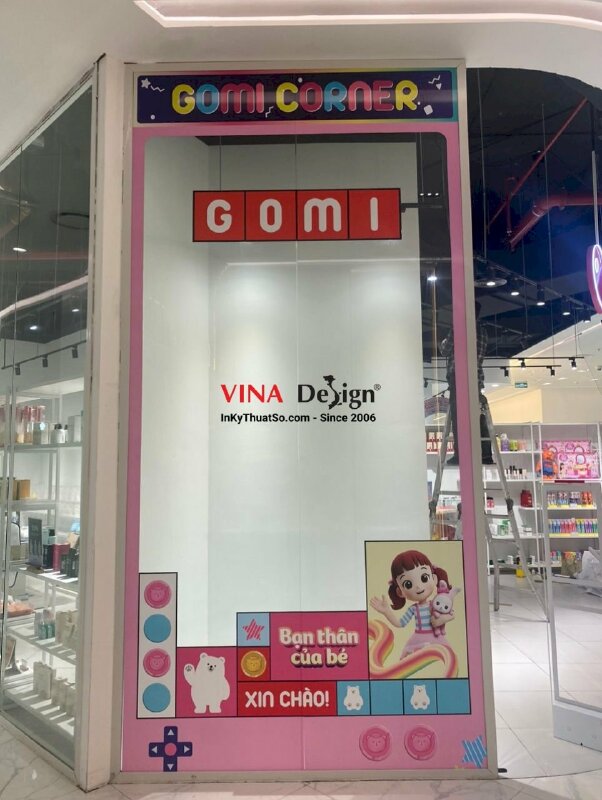 GOMI CORNER
GOMI
VINA Design®
InKyThuatSo.com - Since 2006
Bạn thân
của bé
XIN CHÀO!